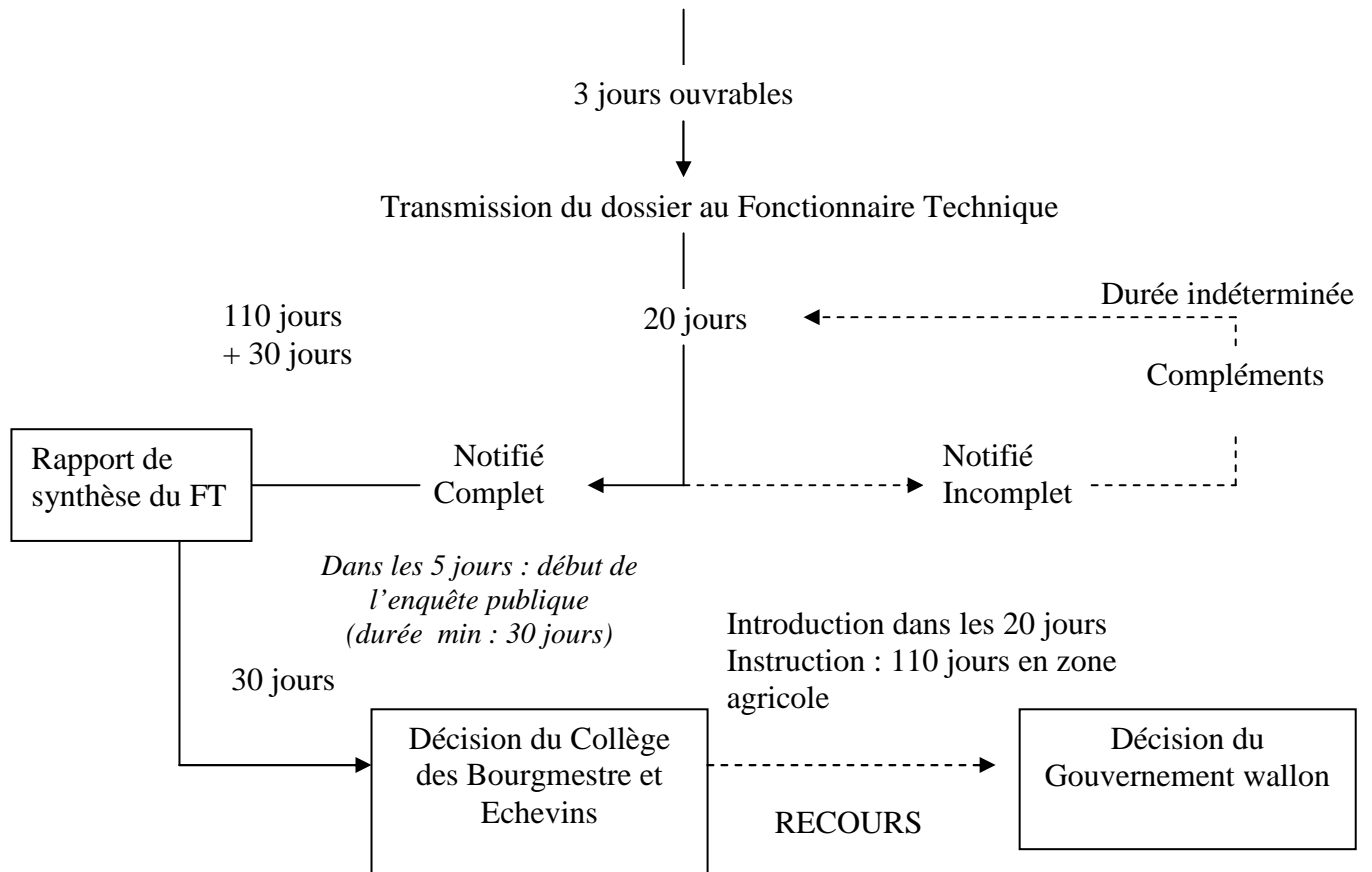 3 jours ouvrables
Transmission du dossier au Fonctionnaire Technique
Durée indéterminée
110 jours
+ 30 jours
20 jours
Compléments
Rapport de
synthèse du FT
Notifié
Complet
Notifié
Incomplet
Dans les 5 jours : début de
l’enquête publique
(durée min : 30 jours)
Introduction dans les 20 jours
Instruction : 110 jours en zone
agricole
30 jours
Décision du Collège
des Bourgmestre et
Echevins
RECOURS
Décision du
Gouvernement wallon